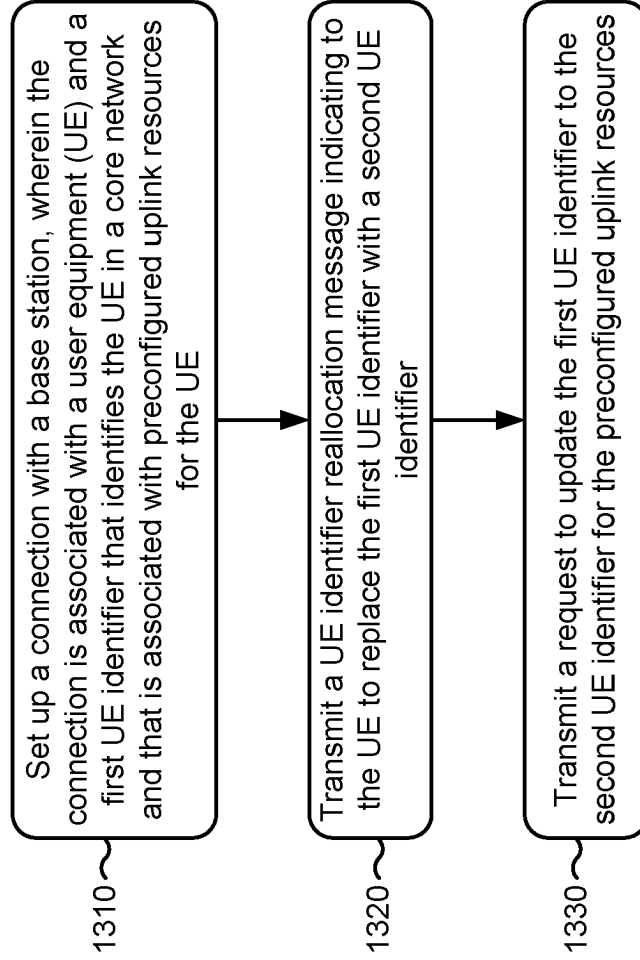 1310
Set up a connection with a base station, wherein the
connection is associated with a user equipment (UE) and a
first UE identifier that identifies the UE in a core network
and that is associated with preconfigured uplink resources
for the UE
1320
Transmit a UE identifier reallocation message indicating to
the UE to replace the first UE identifier with a second UE
identifier
1330
Transmit a request to update the first UE identifier to the
second UE identifier for the preconfigured uplink resources